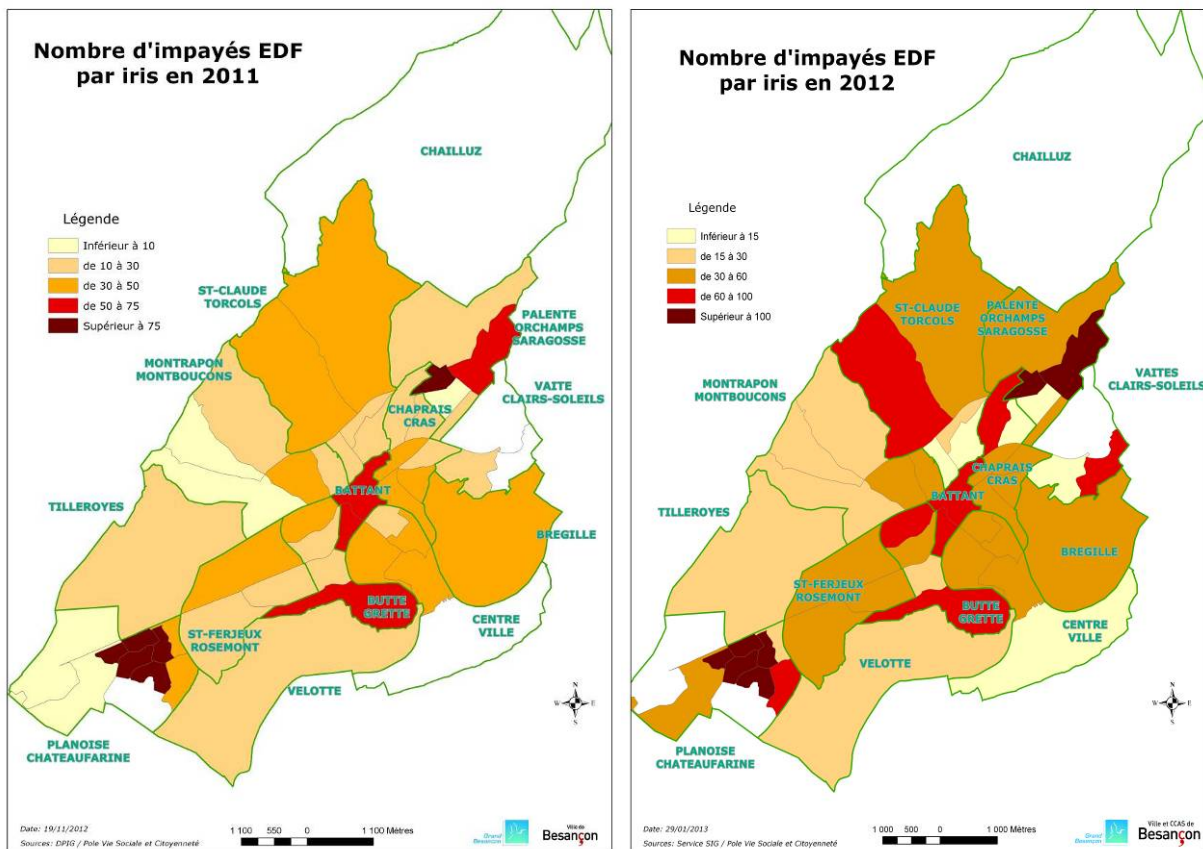 Nombre d'impayés EDF
par iris en 2011
CHAILLUZ
Légende
Inférieur à 10
de 10 à 30
de 30 à 50
de 50 à 75
Supérieur à 75
ST-CLAUDE
TORCOLS
PALENTE
ORCHAMPS
SARAGOSSE
MONTRAPON
MONTBOUCONS
VAITE
CLAIRS-SOLEILS
CHAPRAIS
CRAS
BATTANT
TILLEROYES
BREGILLE
BUTTE
GRETTE
CENTRE
VILLE
ST-FERJEUX
ROSEMONT
VELOTTE
W E
N
S
PLANOISE
CHATEAUFARINE
Date: 19/11/2012
Sources: DPIG / Pole Vie Sociale et Citoyenneté
1 100 550 0 1 100 Mètres
Grand
Besançon
Ville de
Besançon
Nombre d'impayés EDF
par iris en 2012
CHAILLUZ
Légende
Inférieur à 15
de 15 à 30
de 30 à 60
de 60 à 100
Supérieur à 100
ST-CLAUDE
TORCOLS
PALENTE
ORCHAMPS
SARAGOSSE
MONTRAPON
MONTBOUCONS
VAITES
CLAIRS-SOLEILS
CHAPRAIS
CRAS
BATTANT
TILLEROYES
BREGILLE
ST-FERJEUX
ROSEMONT
BUTTE
GRETTE
CENTRE
VILLE
VELOTTE
N
W E
S
PLANOISE
CHATEAUFARINE
Date: 29/01/2013
Sources: Service SIG / Pole Vie Sociale et Citoyenneté
1 000 500 0 1 000 Mètres
Grand
Besançon
Ville et CCAS de
Besançon